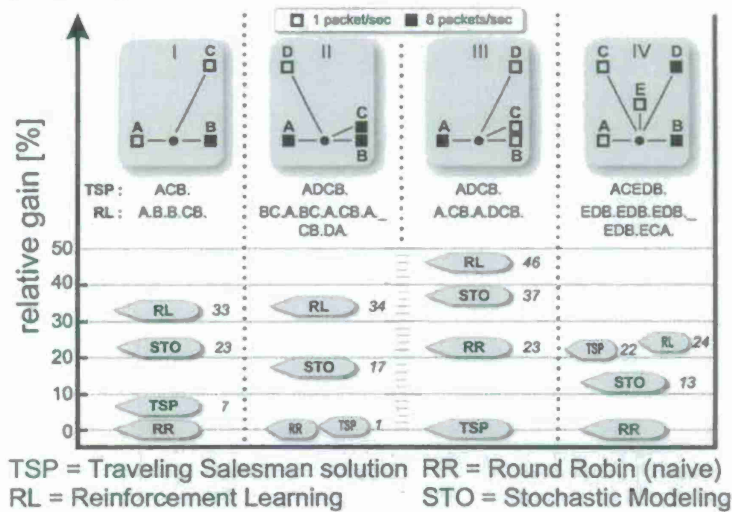 1 packet/sec 8 packets/sec
I II III IV
C D D C D
E
A B A C B A C B A B
TSP : ACB. ADCB. ADCB. ACEDB.
RL : A.B.B.CB. BC.A.BC.A.CB.A._ A.CB.A.DCB. EDB.EDB.EDB._
CB.DA. EDB.ECA.
relative gain [%]
50
RL 46
40
STO 37
RL 33 RL 34
30
STO 23 RR 23 TSP 22 RL 24
20
STO 17 STO 13
10
TSP 7
0 RR RR TSP 1 TSP RR
TSP = Traveling Salesman solution RR = Round Robin (naive)
RL = Reinforcement Learning STO = Stochastic Modeling